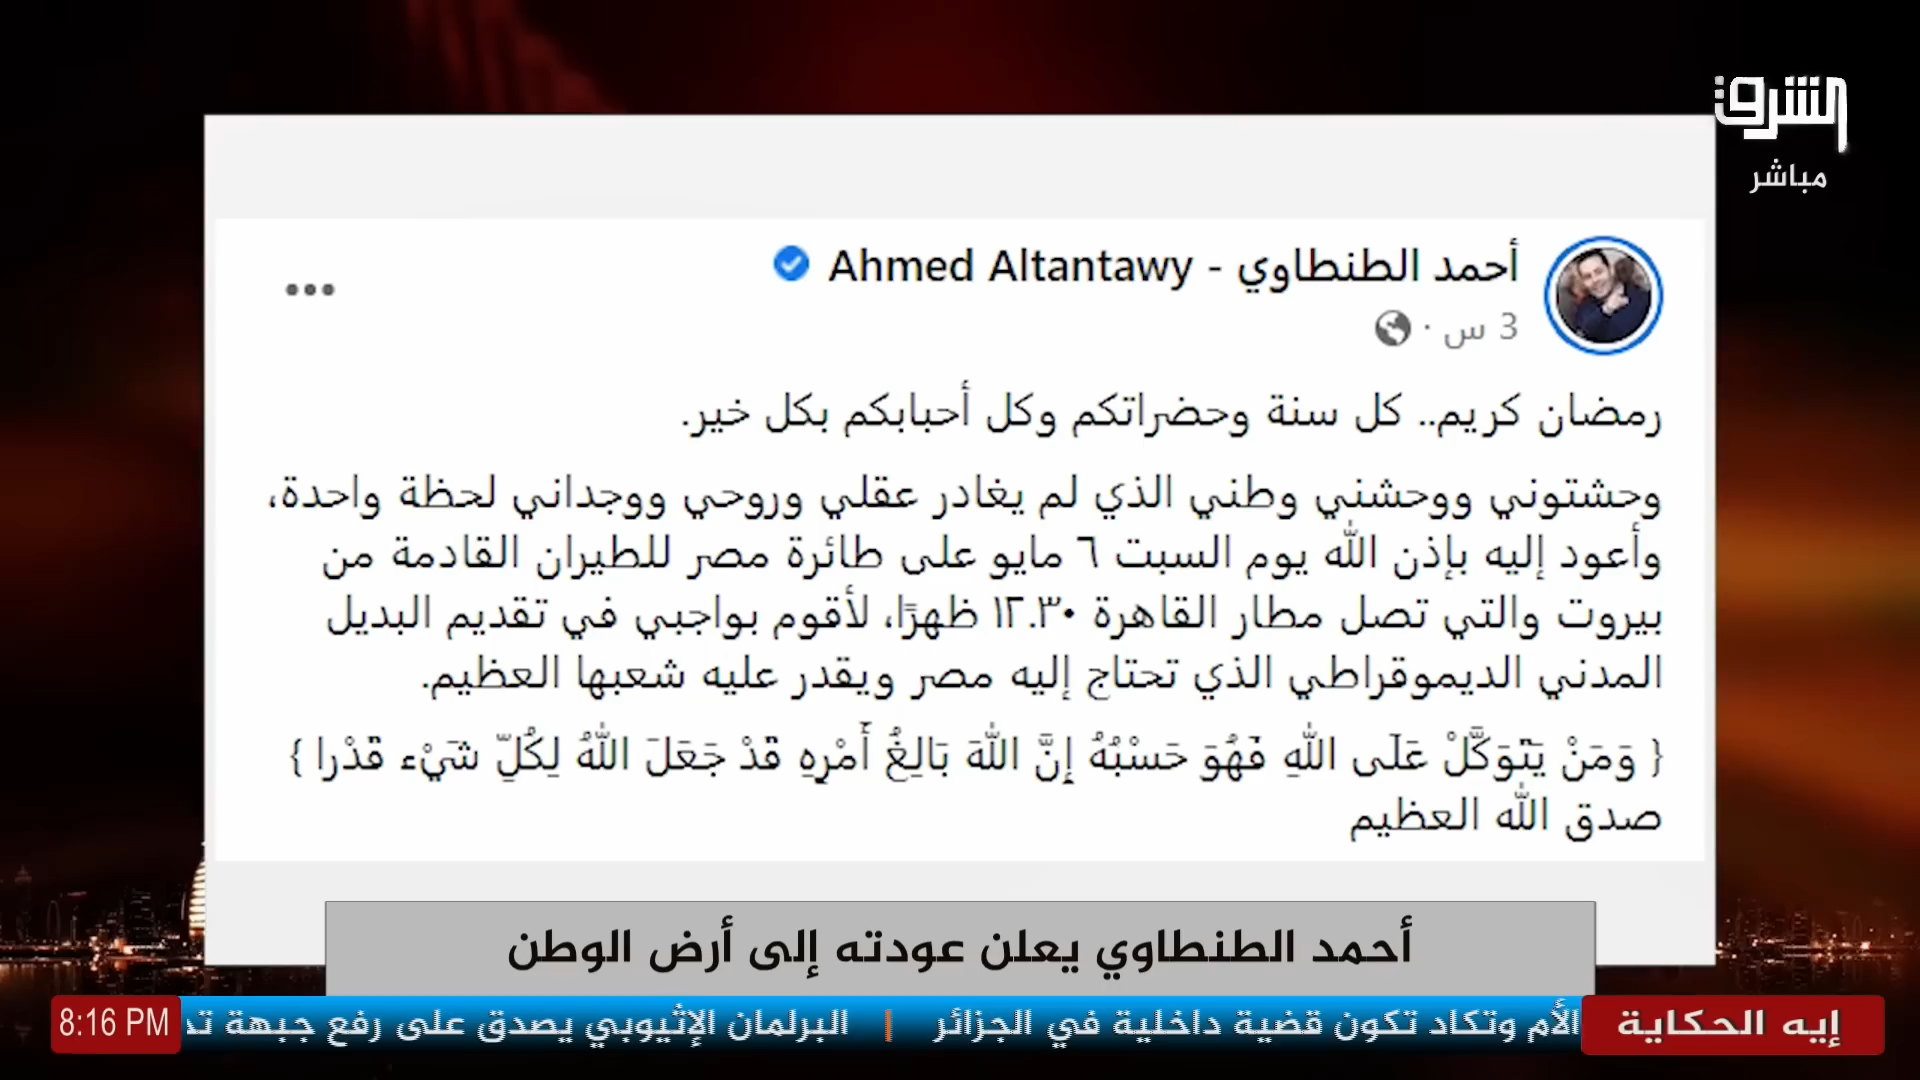 الشرق
مباشر
أحمد الطنطاوي - Ahmed Altantawy
3 س ·
رمضان كريم.. كل سنة وحضراتكم وكل أحبابكم بكل خير.
وحشتوني ووحشني وطني الذي لم يغادر عقلي وروحي ووجداني لحظة واحدة،
وأعود إليه بإذن الله يوم السبت ٦ مايو على طائرة مصر للطيران القادمة من
بيروت والتي تصل مطار القاهرة ١٢.٣٠ ظهرًا، لأقوم بواجبي في تقديم البديل
المدني الديموقراطي الذي تحتاج إليه مصر ويقدر عليه شعبها العظيم.
{ وَمَنْ يَتَوَكَّلْ عَلَى اللَّهِ فَهُوَ حَسْبُهُ إِنَّ اللَّهَ بَالِغُ أَمْرِهِ قَدْ جَعَلَ اللَّهُ لِكُلِّ شَيْء قَدْرا }
صدق الله العظيم
أحمد الطنطاوي يعلن عودته إلى أرض الوطن
إيه الحكاية
الأم وتكاد تكون قضية داخلية في الجزائر | البرلمان الإثيوبي يصدق على رفع جبهة
8:16 PM